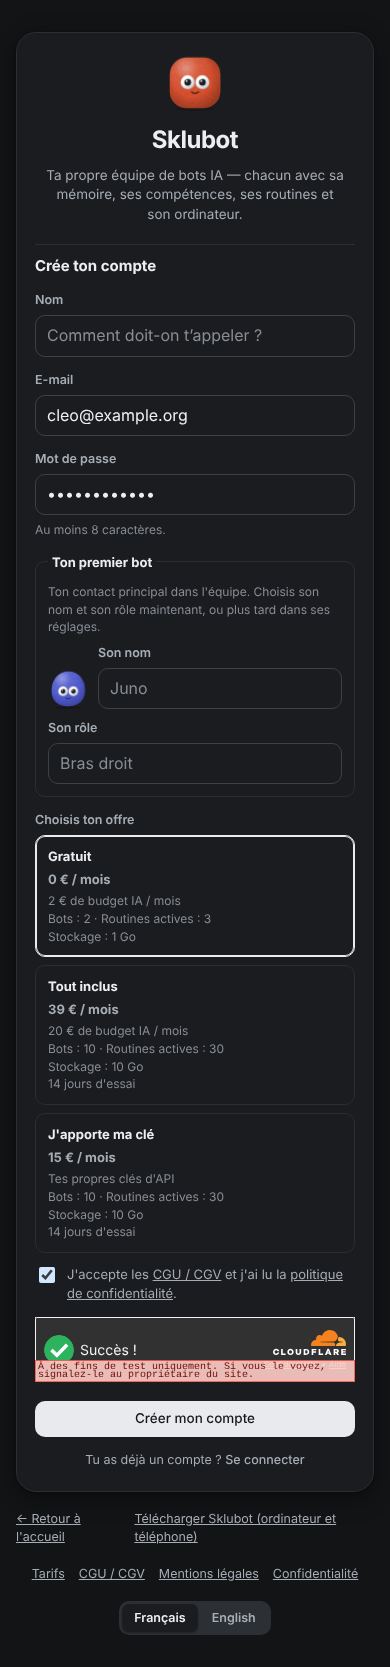 Sklubot
Ta propre équipe de bots IA — chacun avec sa
mémoire, ses compétences, ses routines et
son ordinateur.
Crée ton compte
Nom
Comment doit-on t’appeler ?
E-mail
cleo@example.org
Mot de passe
••••••••••••
Au moins 8 caractères.
Ton premier bot
Ton contact principal dans l'équipe. Choisis son
nom et son rôle maintenant, ou plus tard dans ses
réglages.
Son nom
Juno
Son rôle
Bras droit
Choisis ton offre
Gratuit
0 € / mois
2 € de budget IA / mois
Bots : 2 · Routines actives : 3
Stockage : 1 Go
Tout inclus
39 € / mois
20 € de budget IA / mois
Bots : 10 · Routines actives : 30
Stockage : 10 Go
14 jours d'essai
J'apporte ma clé
15 € / mois
Tes propres clés d'API
Bots : 10 · Routines actives : 30
Stockage : 10 Go
14 jours d'essai
J'accepte les CGU / CGV et j'ai lu la politique
de confidentialité.
Succès !
CLOUDFLARE
À des fins de test uniquement. Si vous le voyez,
signalez-le au propriétaire du site.
Créer mon compte
Tu as déjà un compte ? Se connecter
← Retour à
l'accueil
Télécharger Sklubot (ordinateur et
téléphone)
Tarifs CGU / CGV Mentions légales Confidentialité
Français English